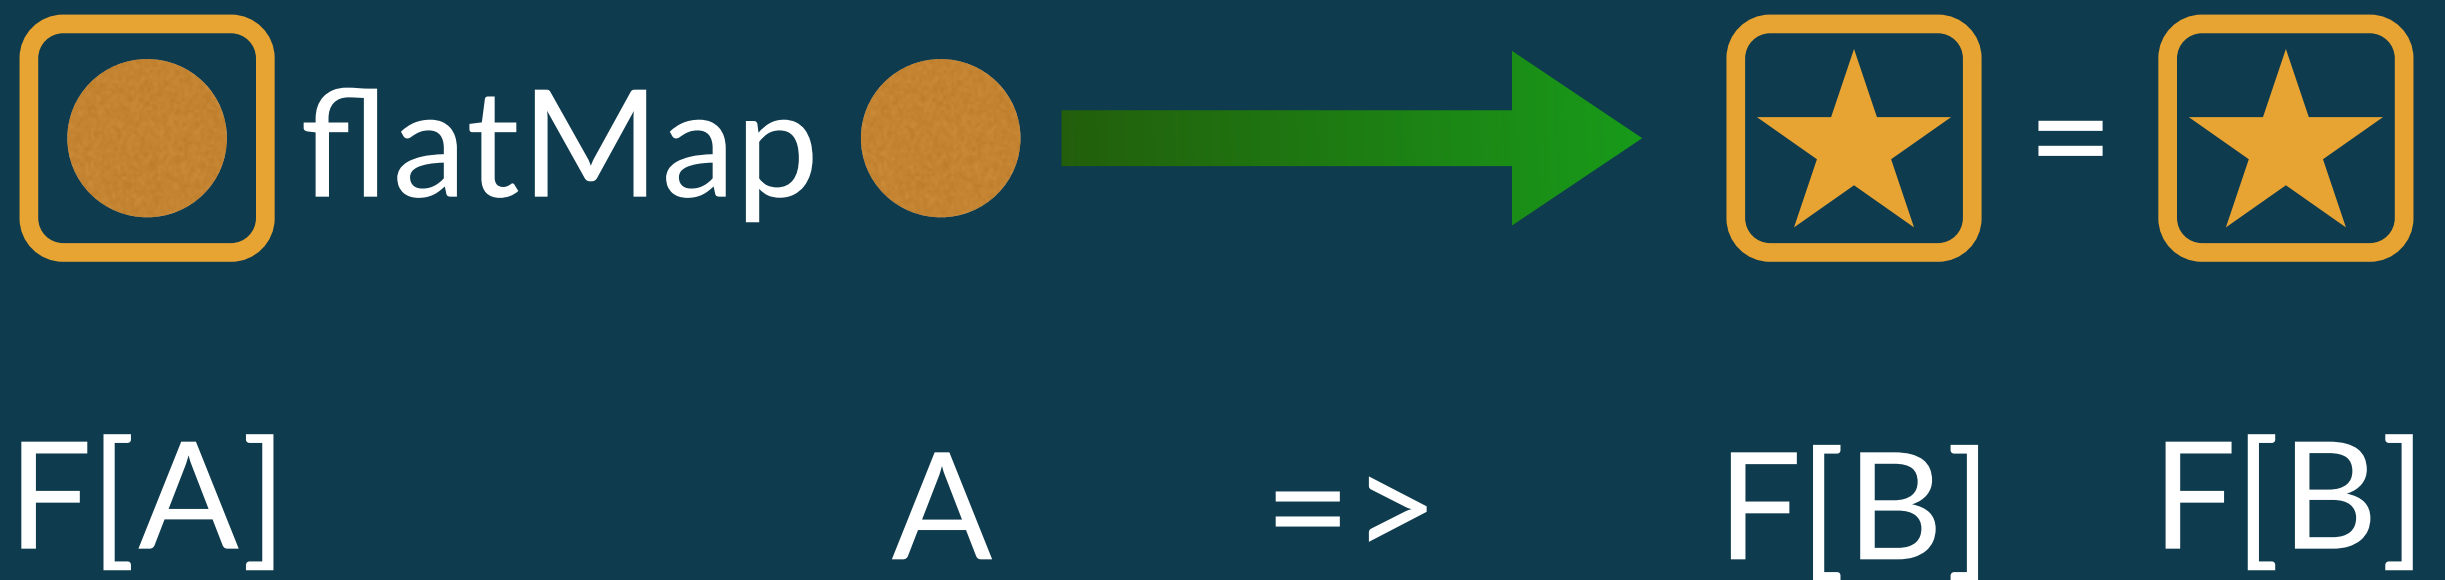 flatMap =
F[A] A => F[B] F[B]